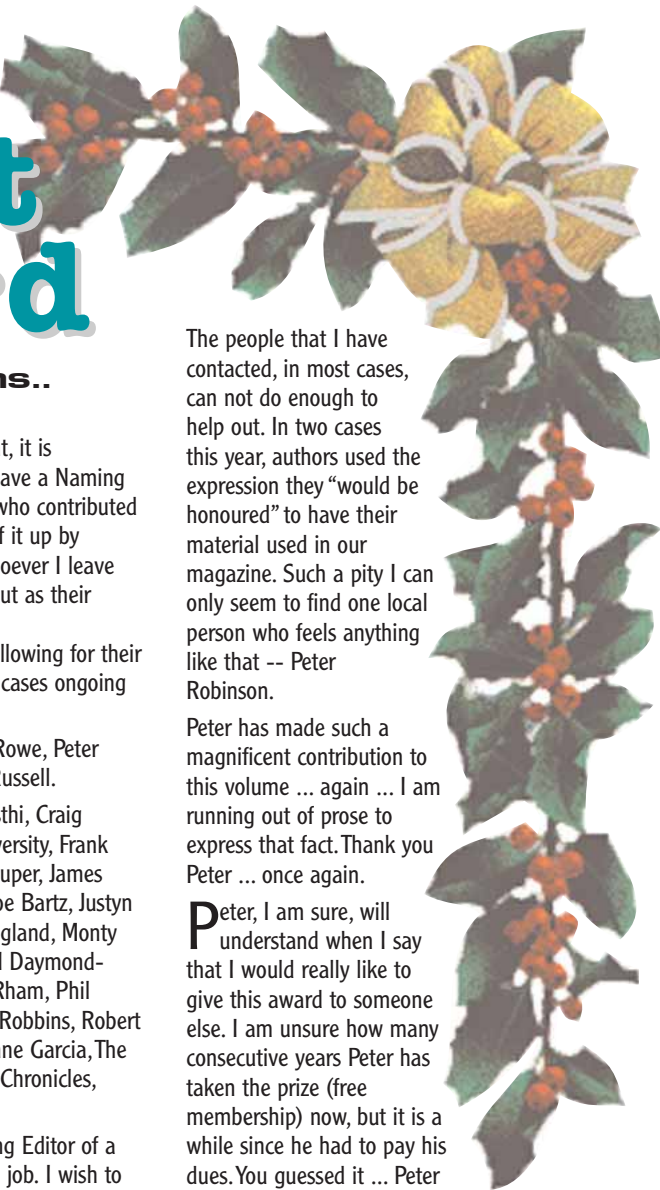 t
d
ns..
t, it is
ave a Naming
who contributed
f it up by
oever I leave
ut as their
llowing for their
cases ongoing
Rowe, Peter
Russell.
sthi, Craig
versity, Frank
uper, James
oe Bartz, Justyn
gland, Monty
l Daymond-
Rham, Phil
Robbins, Robert
ne Garcia, The
Chronicles,
ng Editor of a
job. I wish to
The people that I have
contacted, in most cases,
can not do enough to
help out. In two cases
this year, authors used the
expression they “would be
honoured” to have their
material used in our
magazine. Such a pity I can
only seem to find one local
person who feels anything
like that -- Peter
Robinson.
Peter has made such a
magnificent contribution to
this volume ... again ... I am
running out of prose to
express that fact. Thank you
Peter ... once again.
Peter, I am sure, will
understand when I say
that I would really like to
give this award to someone
else. I am unsure how many
consecutive years Peter has
taken the prize (free
membership) now, but it is a
while since he had to pay his
dues. You guessed it ... Peter